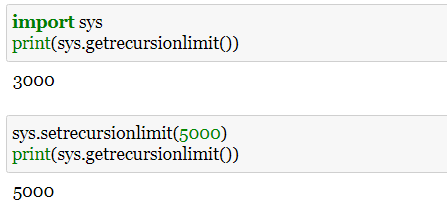 import sys
print(sys.getrecursionlimit())
3000
sys.setrecursionlimit(5000)
print(sys.getrecursionlimit())
5000